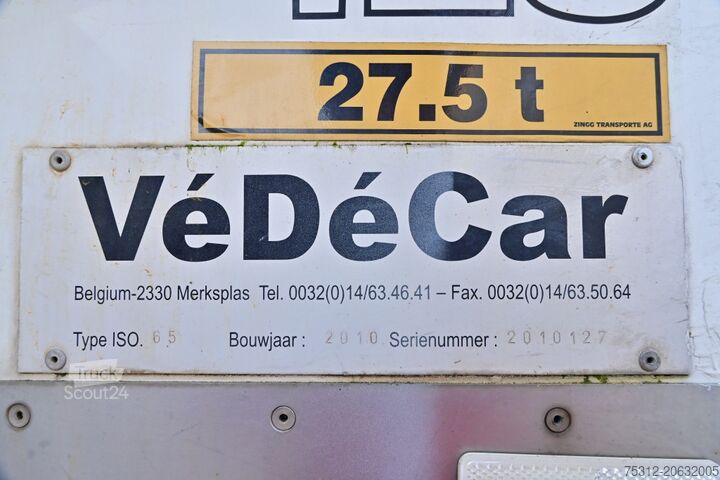 27.5 t
ZINGG TRANSPORTE AG
VéDéCar
Belgium-2330 Merksplas Tel. 0032(0)14/63.46.41 – Fax. 0032(0)14/63.50.64
Type ISO. 65 Bouwjaar : 2010 Serienummer : 2010127
Truck
Scout24
75312-20632005